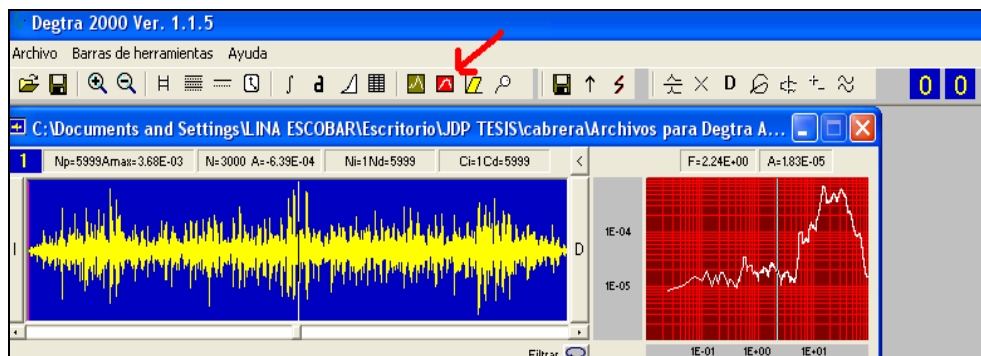 Degtra 2000 Ver. 1.1.5
Archivo Barras de herramientas Ayuda
H ∫ d D 0 0
C:\Documents and Settings\LINA ESCOBAR\Escritorio\JDP TESIS\cabrera\Archivos para Degtra A...
1 Np=5999Amax=3.68E-03 N=3000 A=-6.39E-04 Ni=1Nd=5999 Ci=1Cd=5999 < F=2.24E+00 A=1.83E-05
1E-04
I D
1E-05
Filtrar
1E-01 1E+00 1E+01